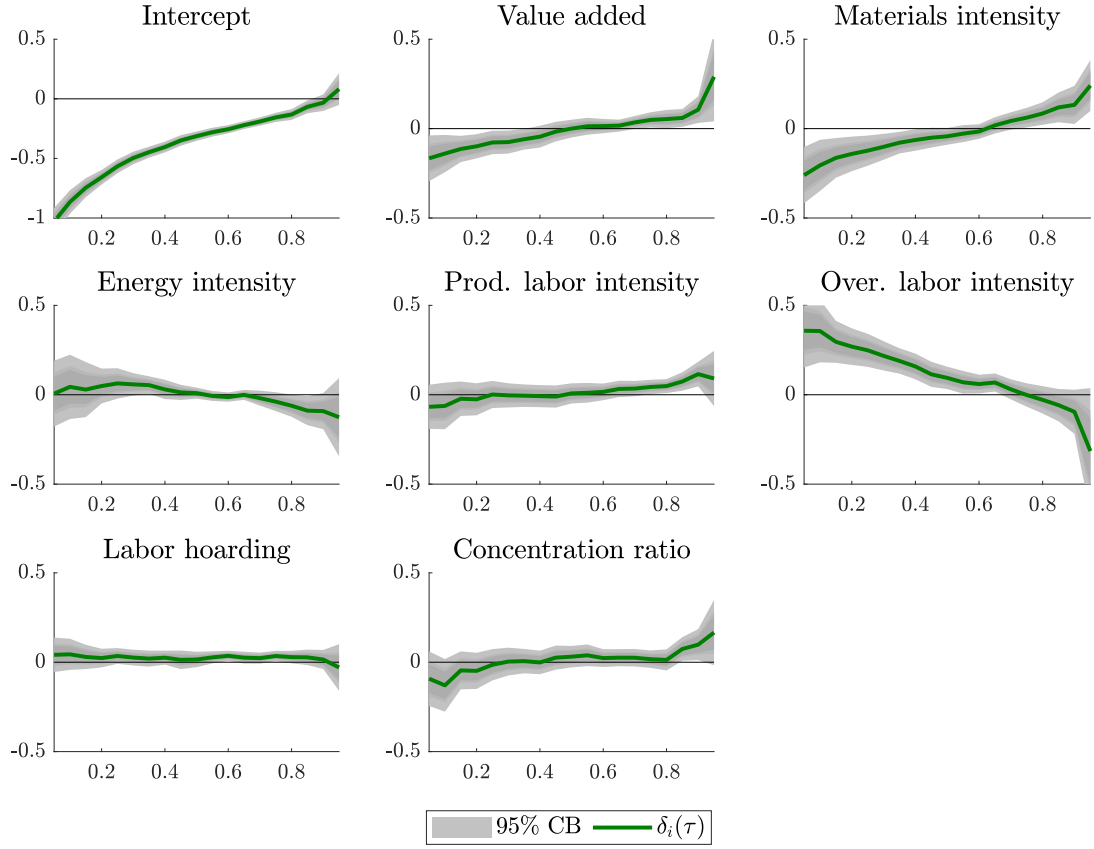 Intercept
Value added
Materials intensity
0.5
0
-0.5
-1
0.2 0.4 0.6 0.8
0.5
0
-0.5
0.2 0.4 0.6 0.8
0.5
0
-0.5
0.2 0.4 0.6 0.8
Energy intensity
Prod. labor intensity
Over. labor intensity
0.5
0
-0.5
0.2 0.4 0.6 0.8
0.5
0
-0.5
0.2 0.4 0.6 0.8
0.5
0
-0.5
0.2 0.4 0.6 0.8
Labor hoarding
Concentration ratio
0.5
0
-0.5
0.2 0.4 0.6 0.8
0.5
0
-0.5
0.2 0.4 0.6 0.8
95% CB δᵢ(τ)